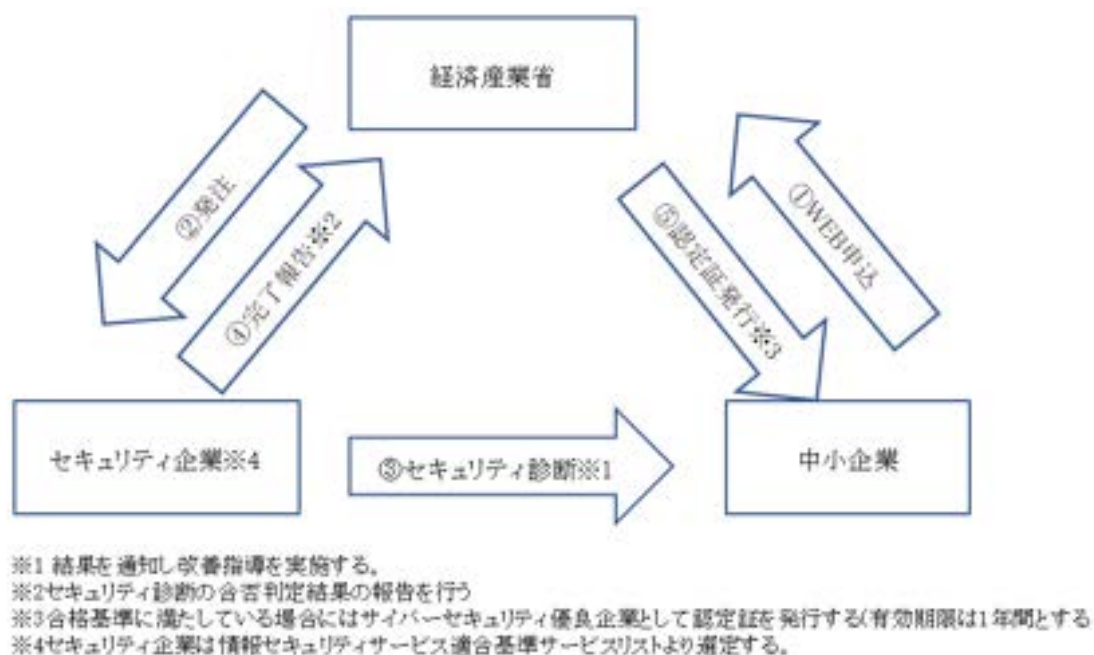 経済産業省
②発注
④完了報告※2
⑤認定証発行※3
①WEB申込
セキュリティ企業※4
③セキュリティ診断※1
中小企業
※1 結果を通知し改善指導を実施する。
※2セキュリティ診断の合否判定結果の報告を行う
※3合格基準に満たしている場合にはサイバーセキュリティ優良企業として認定証を発行する(有効期限は1年間とする
※4セキュリティ企業は情報セキュリティサービス適合基準サービスリストより選定する。